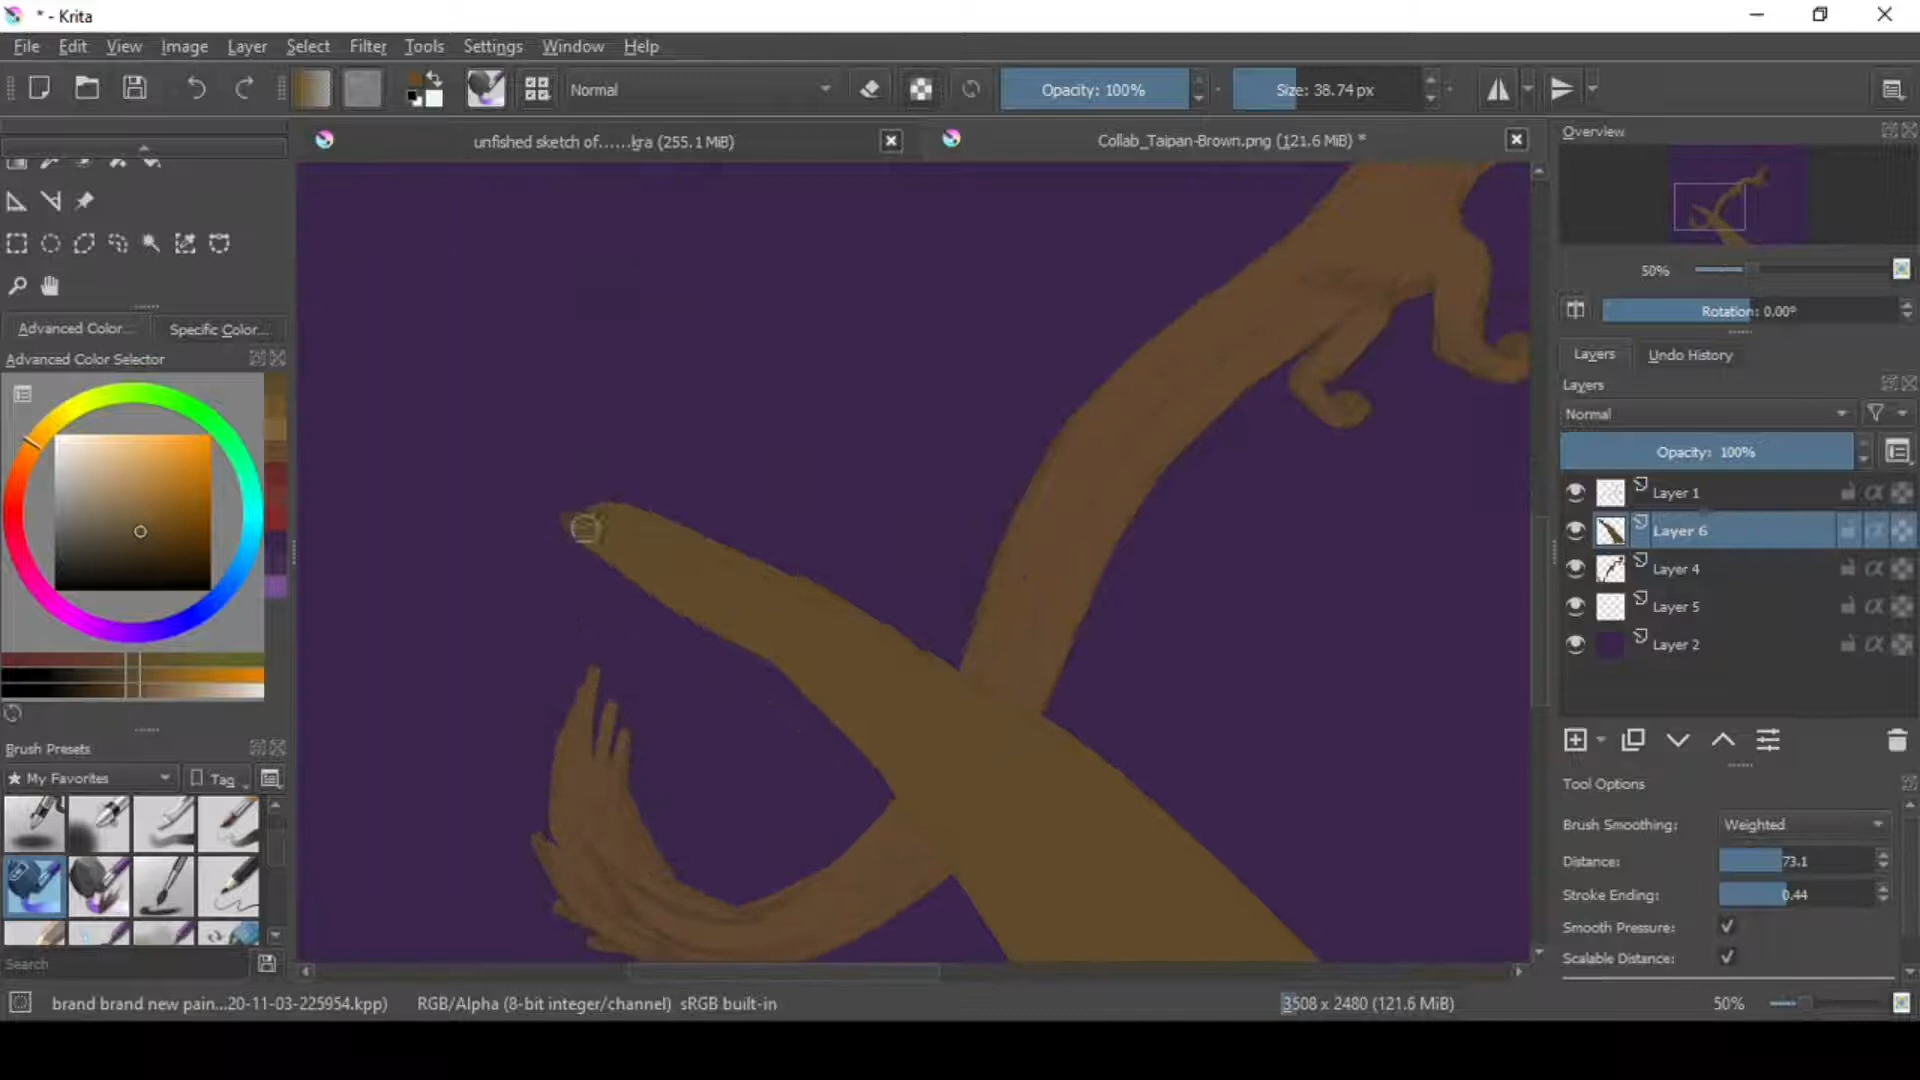 * - Krita
File Edit View Image Layer Select Filter Tools Settings Window Help
Normal
Opacity: 100%
Size: 38.74 px
unfished sketch of......kra (255.1 MiB)
Collab_Taipan-Brown.png (121.6 MiB) *
Overview
50%
Rotation: 0.00°
Advanced Color...
Specific Color...
Advanced Color Selector
Layers
Undo History
Layers
Normal
Opacity: 100%
Layer 1
Layer 6
Layer 4
Layer 5
Layer 2
Brush Presets
★ My Favorites
Tag
Search
Tool Options
Brush Smoothing: Weighted
Distance: 73.1
Stroke Ending: 0.44
Smooth Pressure:
Scalable Distance:
brand brand new pain...20-11-03-225954.kpp)
RGB/Alpha (8-bit integer/channel) sRGB built-in
3508 x 2480 (121.6 MiB)
50%